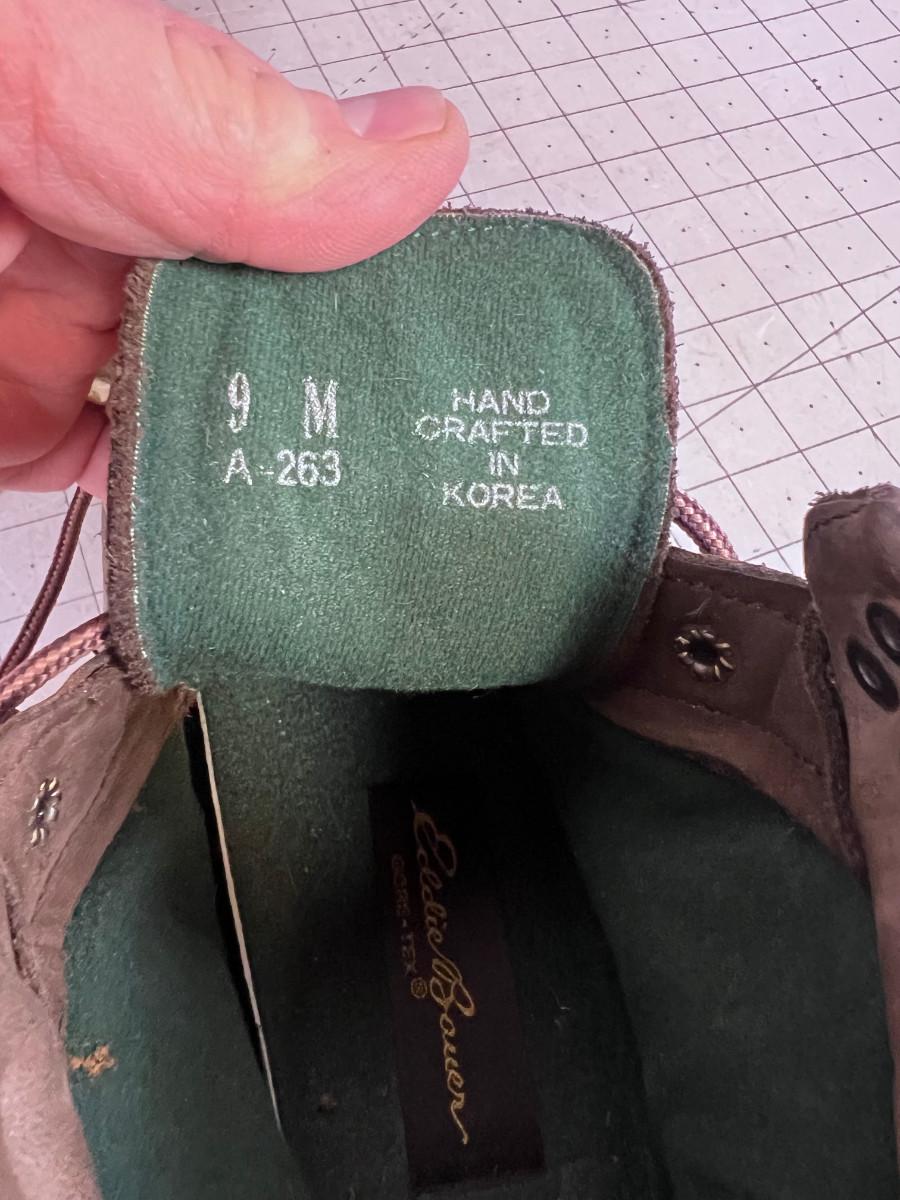 9 M
A-263
HAND
CRAFTED
IN
KOREA
Eddie Bauer
GORE-TEX®